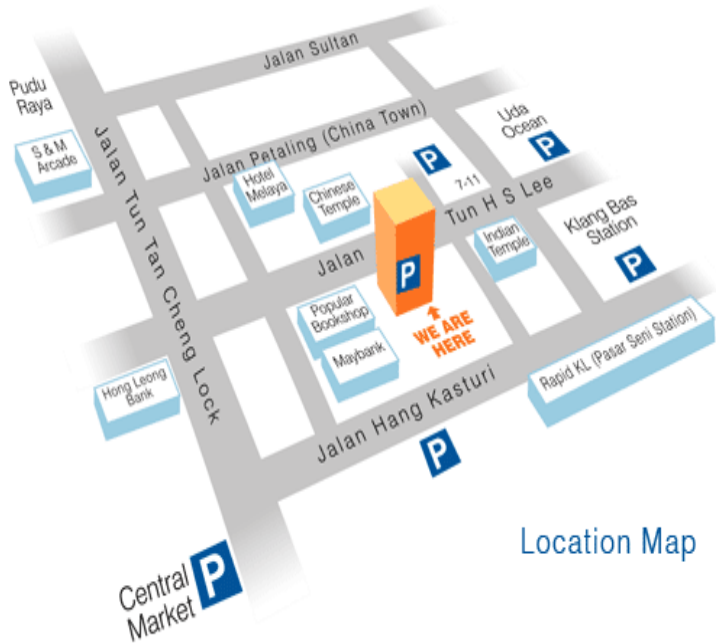 Jalan Sultan
Pudu
Raya
S & M
Arcade
Jalan Tun Tan Cheng Lock
Jalan Petaling (China Town)
P
Uda
Ocean
P
7-11
Hotel
Melaya
Chinese
Temple
Jalan Tun H S Lee
Indian
Temple
Klang Bas
Station
P
P
Popular
Bookshop
WE ARE
HERE
Maybank
Hong Leong
Bank
Rapid KL (Pasar Seni Station)
Jalan Hang Kasturi
P
Location Map
Central
Market
P